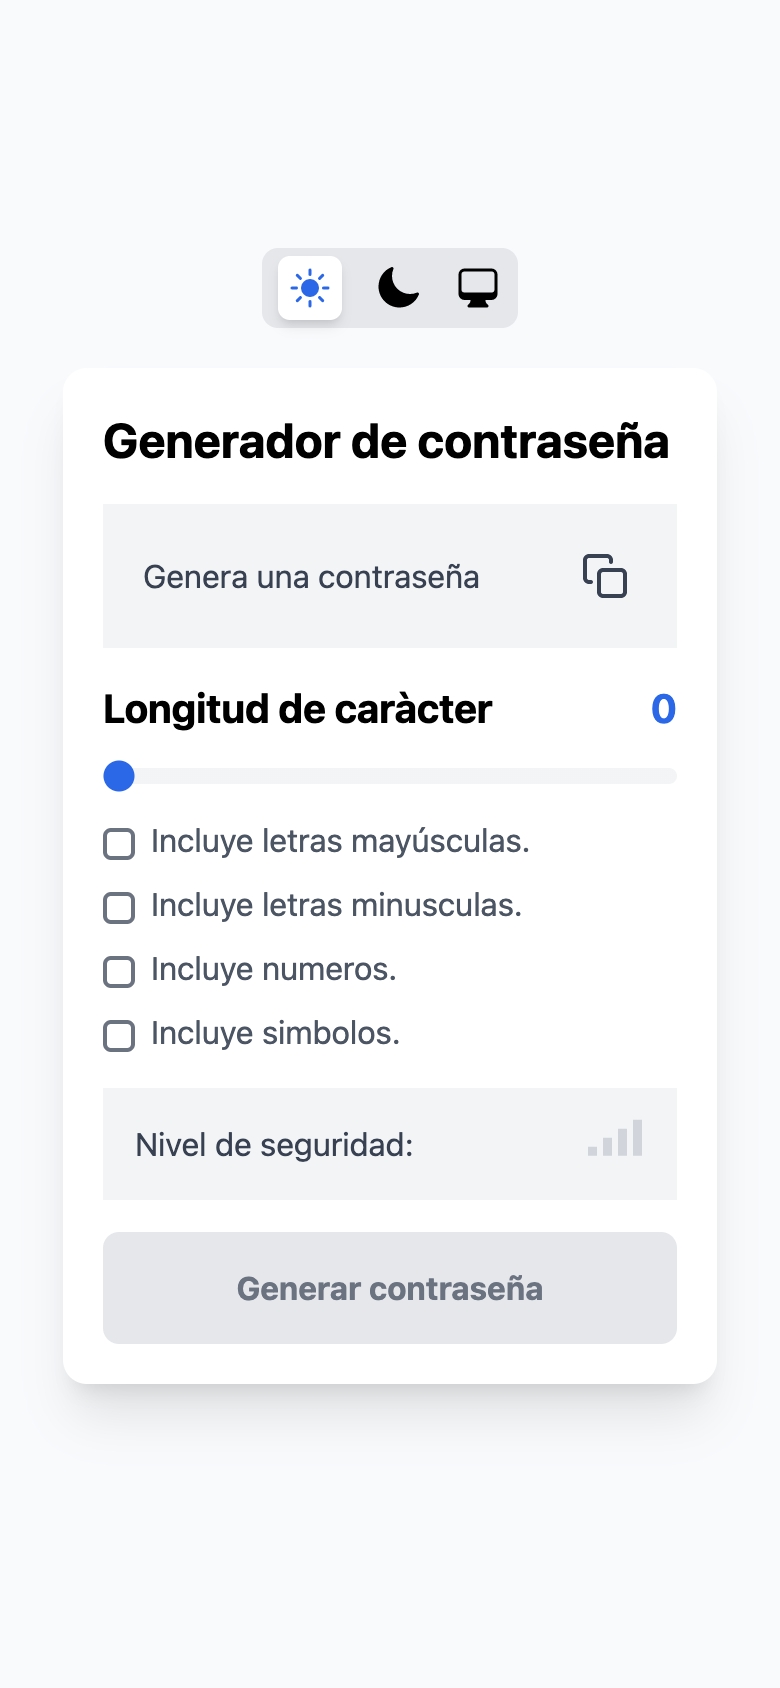 Generador de contraseña
Genera una contraseña
Longitud de caràcter 0
Incluye letras mayúsculas.
Incluye letras minusculas.
Incluye numeros.
Incluye simbolos.
Nivel de seguridad:
Generar contraseña